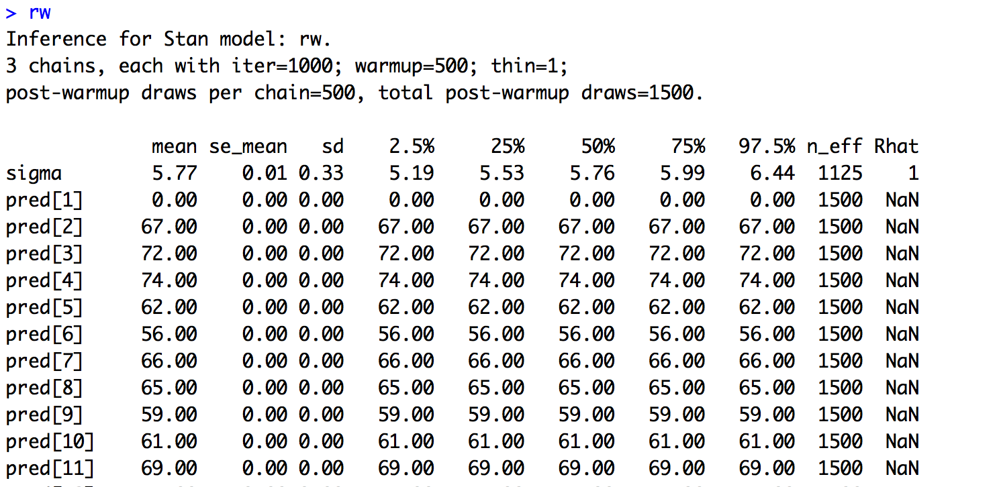 > rw
Inference for Stan model: rw.
3 chains, each with iter=1000; warmup=500; thin=1;
post-warmup draws per chain=500, total post-warmup draws=1500.
mean se_mean sd 2.5% 25% 50% 75% 97.5% n_eff Rhat
sigma 5.77 0.01 0.33 5.19 5.53 5.76 5.99 6.44 1125 1
pred[1] 0.00 0.00 0.00 0.00 0.00 0.00 0.00 0.00 1500 NaN
pred[2] 67.00 0.00 0.00 67.00 67.00 67.00 67.00 67.00 1500 NaN
pred[3] 72.00 0.00 0.00 72.00 72.00 72.00 72.00 72.00 1500 NaN
pred[4] 74.00 0.00 0.00 74.00 74.00 74.00 74.00 74.00 1500 NaN
pred[5] 62.00 0.00 0.00 62.00 62.00 62.00 62.00 62.00 1500 NaN
pred[6] 56.00 0.00 0.00 56.00 56.00 56.00 56.00 56.00 1500 NaN
pred[7] 66.00 0.00 0.00 66.00 66.00 66.00 66.00 66.00 1500 NaN
pred[8] 65.00 0.00 0.00 65.00 65.00 65.00 65.00 65.00 1500 NaN
pred[9] 59.00 0.00 0.00 59.00 59.00 59.00 59.00 59.00 1500 NaN
pred[10] 61.00 0.00 0.00 61.00 61.00 61.00 61.00 61.00 1500 NaN
pred[11] 69.00 0.00 0.00 69.00 69.00 69.00 69.00 69.00 1500 NaN